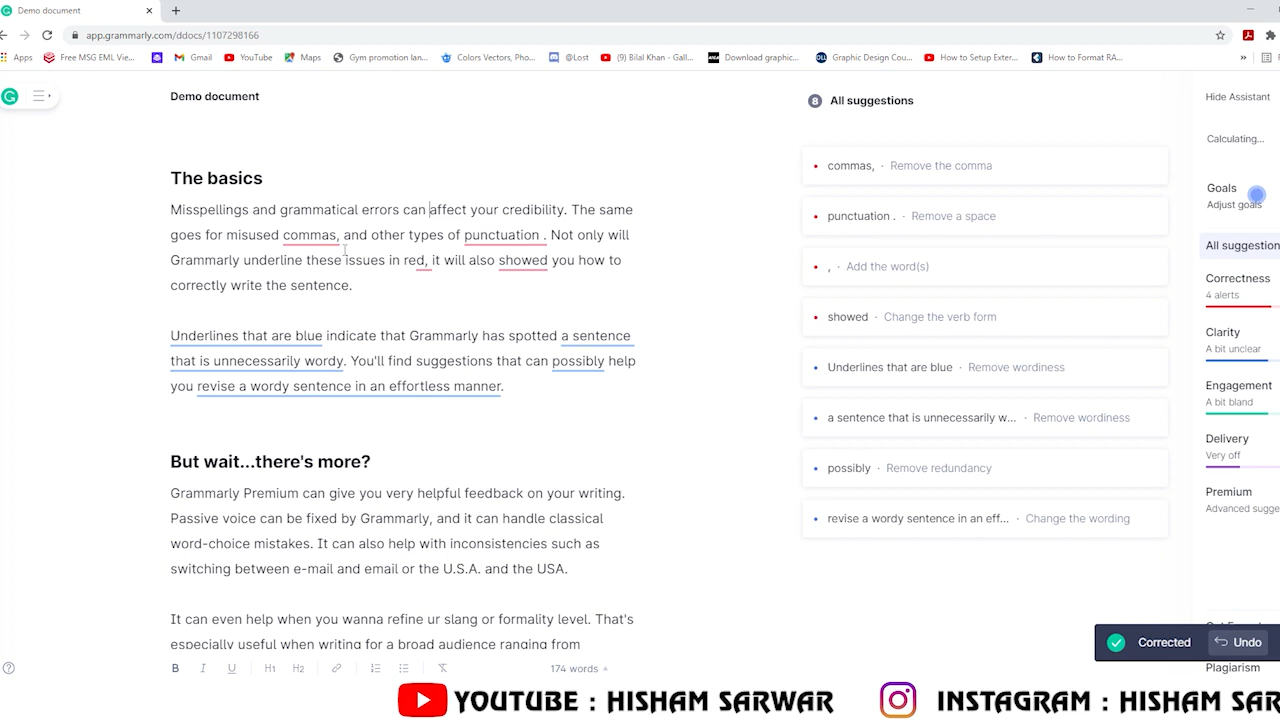 Demo document
app.grammarly.com/ddocs/1107298166
Apps
Free MSG EML Vie...
Gmail
YouTube
Maps
Gym promotion lan...
Colors Vectors, Pho...
@Lost
(9) Bilal Khan - Gall...
Download graphic...
Graphic Design Cou...
How to Setup Exter...
How to Format RA...
»
Demo document
8 All suggestions
Hide Assistant
Calculating...
Goals
Adjust goals
The basics
Misspellings and grammatical errors can affect your credibility. The same
goes for misused commas, and other types of punctuation . Not only will
Grammarly underline these issues in red, it will also showed you how to
correctly write the sentence.
Underlines that are blue indicate that Grammarly has spotted a sentence
that is unnecessarily wordy. You'll find suggestions that can possibly help
you revise a wordy sentence in an effortless manner.
But wait...there's more?
Grammarly Premium can give you very helpful feedback on your writing.
Passive voice can be fixed by Grammarly, and it can handle classical
word-choice mistakes. It can also help with inconsistencies such as
switching between e-mail and email or the U.S.A. and the USA.
It can even help when you wanna refine ur slang or formality level. That's
especially useful when writing for a broad audience ranging from
commas, · Remove the comma
punctuation . · Remove a space
, · Add the word(s)
showed · Change the verb form
Underlines that are blue · Remove wordiness
a sentence that is unnecessarily w... · Remove wordiness
possibly · Remove redundancy
revise a wordy sentence in an eff... · Change the wording
All suggestion
Correctness
4 alerts
Clarity
A bit unclear
Engagement
A bit bland
Delivery
Very off
Premium
Advanced sugge
Corrected Undo
Plagiarism
B I U H1 H2
174 words
YOUTUBE : HISHAM SARWAR
INSTAGRAM : HISHAM SAR